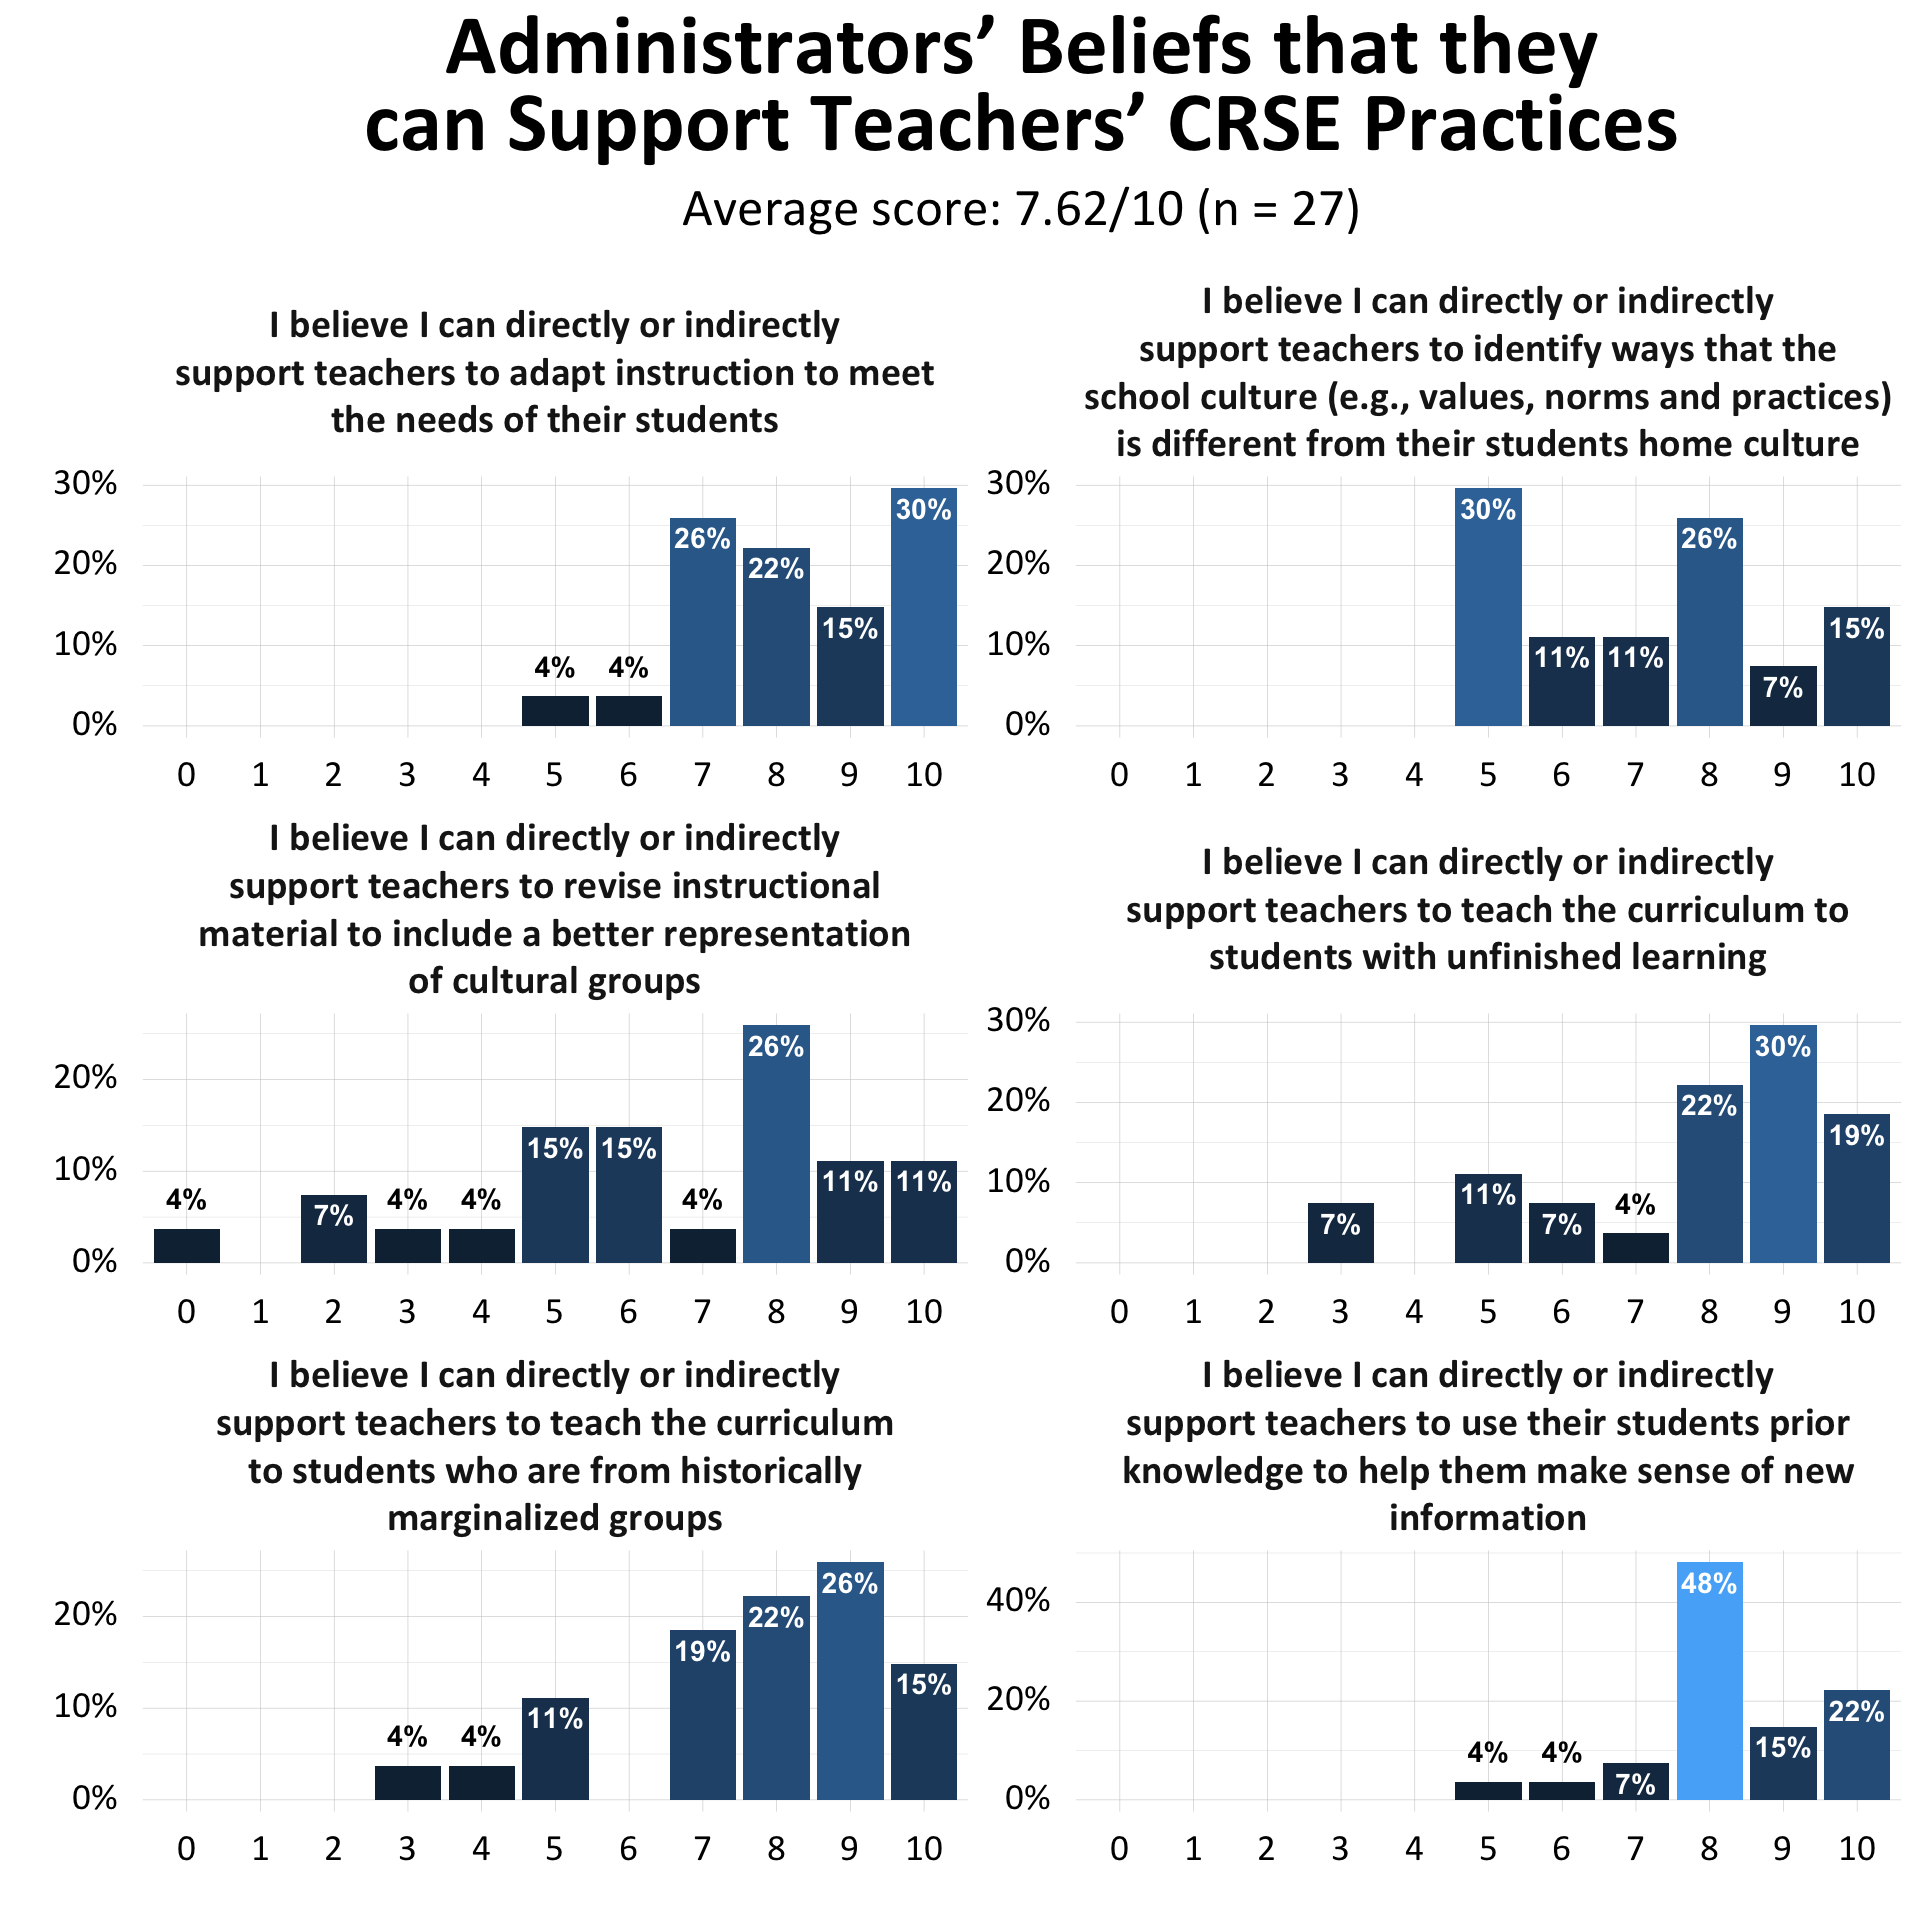 Administrators’ Beliefs that they
can Support Teachers’ CRSE Practices
Average score: 7.62/10 (n = 27)
I believe I can directly or indirectly
support teachers to adapt instruction to meet
the needs of their students
30%
20%
10%
0%
4%
4%
26%
22%
15%
30%
0 1 2 3 4 5 6 7 8 9 10
I believe I can directly or indirectly
support teachers to identify ways that the
school culture (e.g., values, norms and practices)
is different from their students home culture
30%
20%
10%
0%
30%
11%
11%
26%
7%
15%
0 1 2 3 4 5 6 7 8 9 10
I believe I can directly or indirectly
support teachers to revise instructional
material to include a better representation
of cultural groups
20%
10%
0%
4%
7%
4%
4%
15%
15%
4%
26%
11%
11%
0 1 2 3 4 5 6 7 8 9 10
I believe I can directly or indirectly
support teachers to teach the curriculum to
students with unfinished learning
30%
20%
10%
0%
7%
11%
7%
4%
22%
30%
19%
0 1 2 3 4 5 6 7 8 9 10
I believe I can directly or indirectly
support teachers to teach the curriculum
to students who are from historically
marginalized groups
20%
10%
0%
4%
4%
11%
19%
22%
26%
15%
0 1 2 3 4 5 6 7 8 9 10
I believe I can directly or indirectly
support teachers to use their students prior
knowledge to help them make sense of new
information
40%
20%
0%
4%
4%
7%
48%
15%
22%
0 1 2 3 4 5 6 7 8 9 10